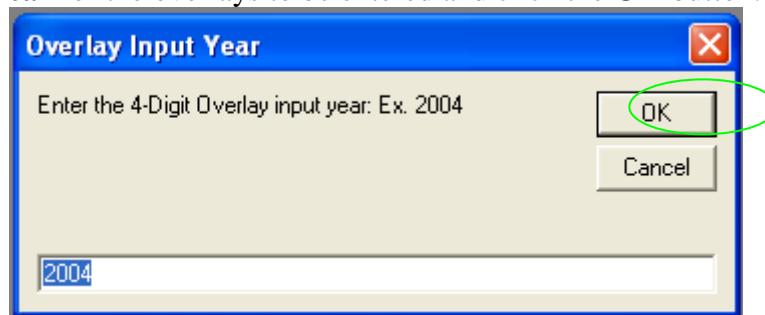 Overlay Input Year
Enter the 4-Digit Overlay input year: Ex. 2004
OK
Cancel
2004